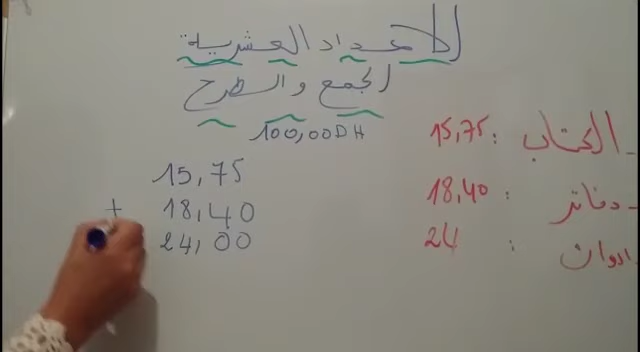 الأعداد العشرية
الجمع والطرح
100,00DH
- الكتاب : 15,75
- دفاتر : 18,40
- ادوات : 24
15,75
+ 18,40
24,00